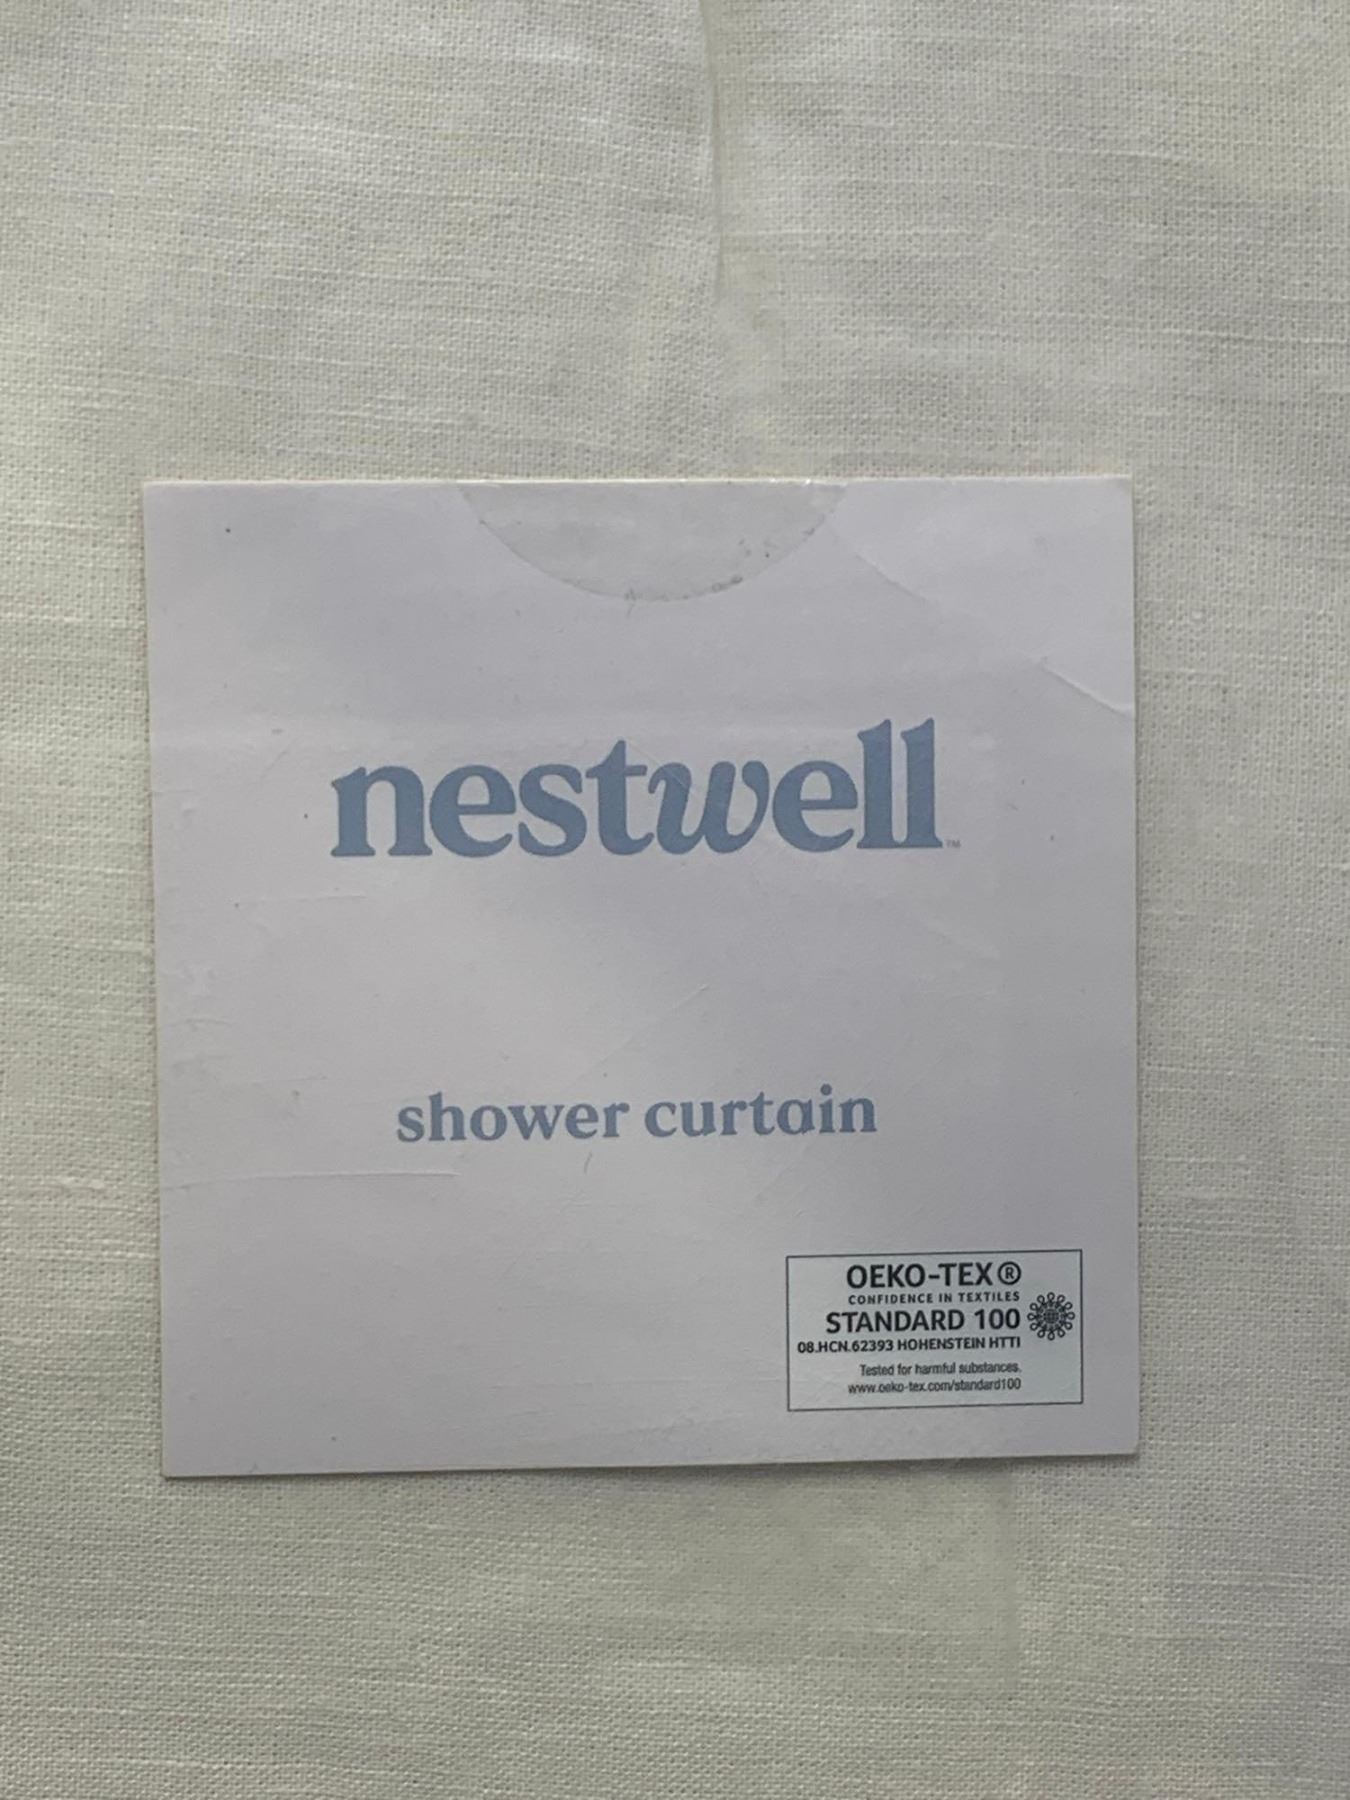 nestwell™
shower curtain
OEKO-TEX®
CONFIDENCE IN TEXTILES
STANDARD 100
08.HCN.62393 HOHENSTEIN HTTI
Tested for harmful substances.
www.oeko-tex.com/standard100